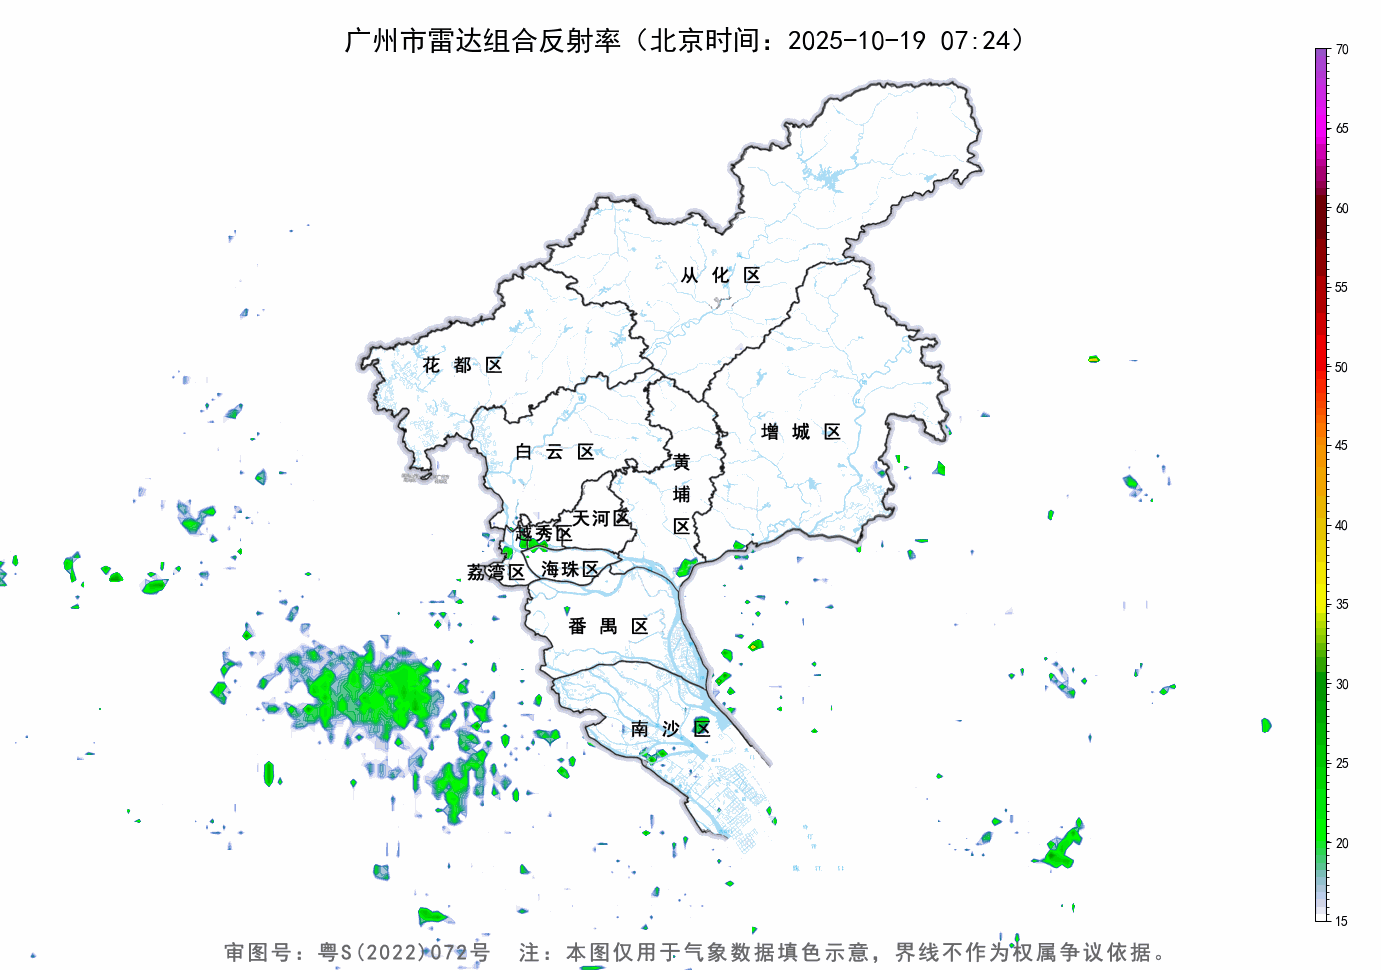 广州市雷达组合反射率（北京时间：2025-10-19 07:24）
70
65
60
55
50
45
40
35
30
25
20
15
从 化 区
花 都 区
增 城 区
白 云 区
黄
埔
区
天河区
越秀区
荔湾区
海珠区
番 禺 区
南 沙 区
审图号：粤S(2022)072号 注：本图仅用于气象数据填色示意，界线不作为权属争议依据。